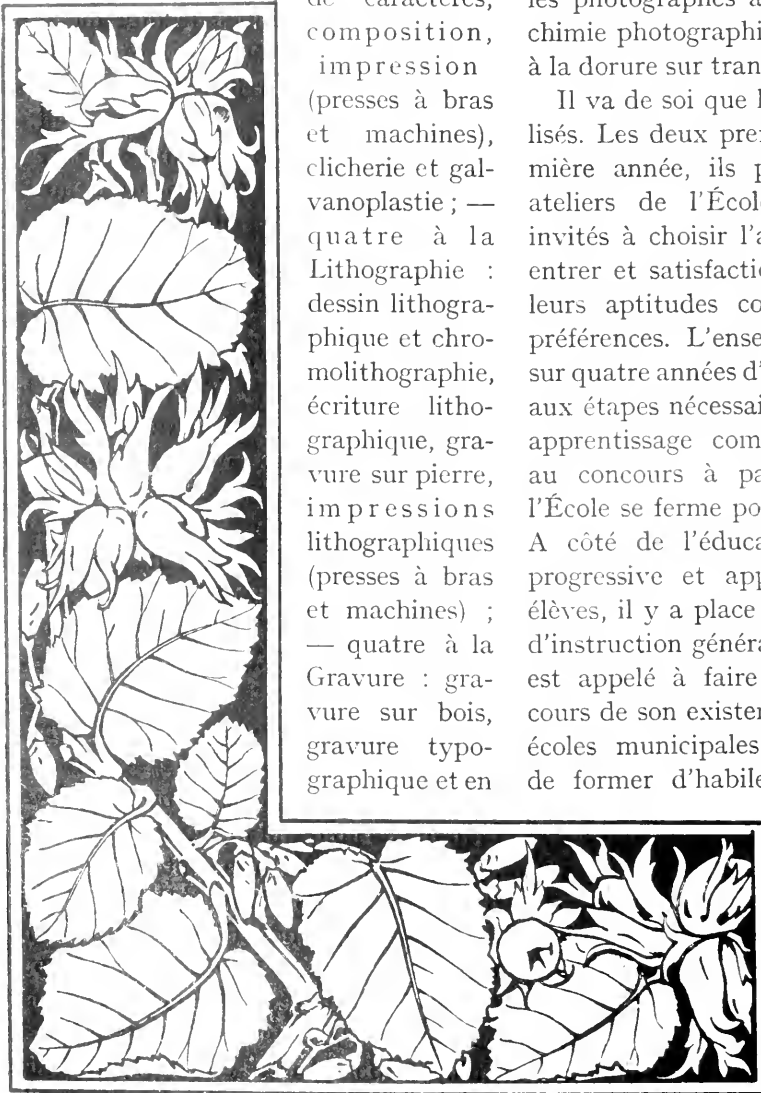 de caractères,
composition,
impression
(presses à bras
et machines),
clicherie et gal-
vanoplastie ; —
quatre à la
Lithographie :
dessin lithogra-
phique et chro-
molithographie,
écriture litho-
graphique, gra-
vure sur pierre,
impressions
lithographiques
(presses à bras
et machines) ;
— quatre à la
Gravure : gra-
vure sur bois,
gravure typo-
graphique et en
les photographes
chimie photographi
à la dorure sur tran
Il va de soi que
lisés. Les deux pre
mière année, ils p
ateliers de l'Écol
invités à choisir l'a
entrer et satisfactio
leurs aptitudes co
préférences. L'ense
sur quatre années d'
aux étapes nécessai
apprentissage com
au concours à pa
l'École se ferme po
A côté de l'éduca
progressive et app
élèves, il y a place
d'instruction généra
est appelé à faire
cours de son existen
écoles municipales
de former d'habile